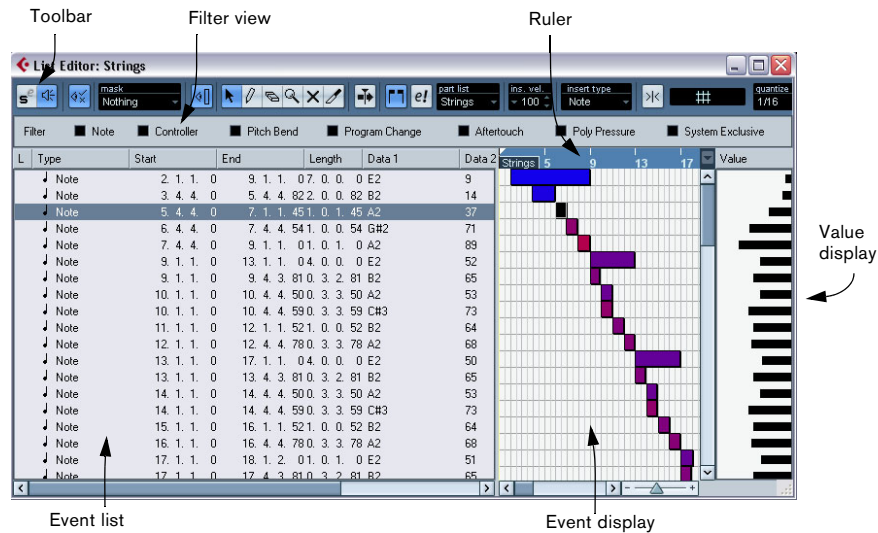 Toolbar Filter view Ruler
List Editor: Strings
mask part list ins. vel. insert type quantize
Nothing Strings 100 Note 1/16
Filter Note Controller Pitch Bend Program Change Aftertouch Poly Pressure System Exclusive
L Type Start End Length Data 1 Data 2 Strings 5 9 13 17 Value
Note 2. 1. 1. 0 9. 1. 1. 0 7. 0. 0. 0 E2 9
Note 3. 4. 4. 0 5. 4. 4. 82 2. 0. 0. 82 B2 14
Note 5. 4. 4. 0 7. 1. 1. 45 1. 0. 1. 45 A2 37
Note 6. 4. 4. 0 7. 4. 4. 54 1. 0. 0. 54 G#2 71
Note 7. 4. 4. 0 9. 1. 1. 0 1. 0. 1. 0 A2 89
Note 9. 1. 1. 0 13. 1. 1. 0 4. 0. 0. 0 E2 52
Note 9. 1. 1. 0 9. 4. 3. 81 0. 3. 2. 81 B2 65
Note 10. 1. 1. 0 10. 4. 4. 50 0. 3. 3. 50 A2 53
Note 10. 1. 1. 0 10. 4. 4. 59 0. 3. 3. 59 C#3 73
Note 11. 1. 1. 0 12. 1. 1. 52 1. 0. 0. 52 B2 64
Note 12. 1. 1. 0 12. 4. 4. 78 0. 3. 3. 78 A2 68
Note 13. 1. 1. 0 17. 1. 1. 0 4. 0. 0. 0 E2 50
Note 13. 1. 1. 0 13. 4. 3. 81 0. 3. 2. 81 B2 65
Note 14. 1. 1. 0 14. 4. 4. 50 0. 3. 3. 50 A2 53
Note 14. 1. 1. 0 14. 4. 4. 59 0. 3. 3. 59 C#3 73
Note 15. 1. 1. 0 16. 1. 1. 52 1. 0. 0. 52 B2 64
Note 16. 1. 1. 0 16. 4. 4. 78 0. 3. 3. 78 A2 68
Note 17. 1. 1. 0 18. 1. 2. 0 1. 0. 1. 0 E2 51
Note 17. 1. 1. 0 17. 4. 3. 81 0. 3. 2. 81 B2 65
Value
display
Event list Event display